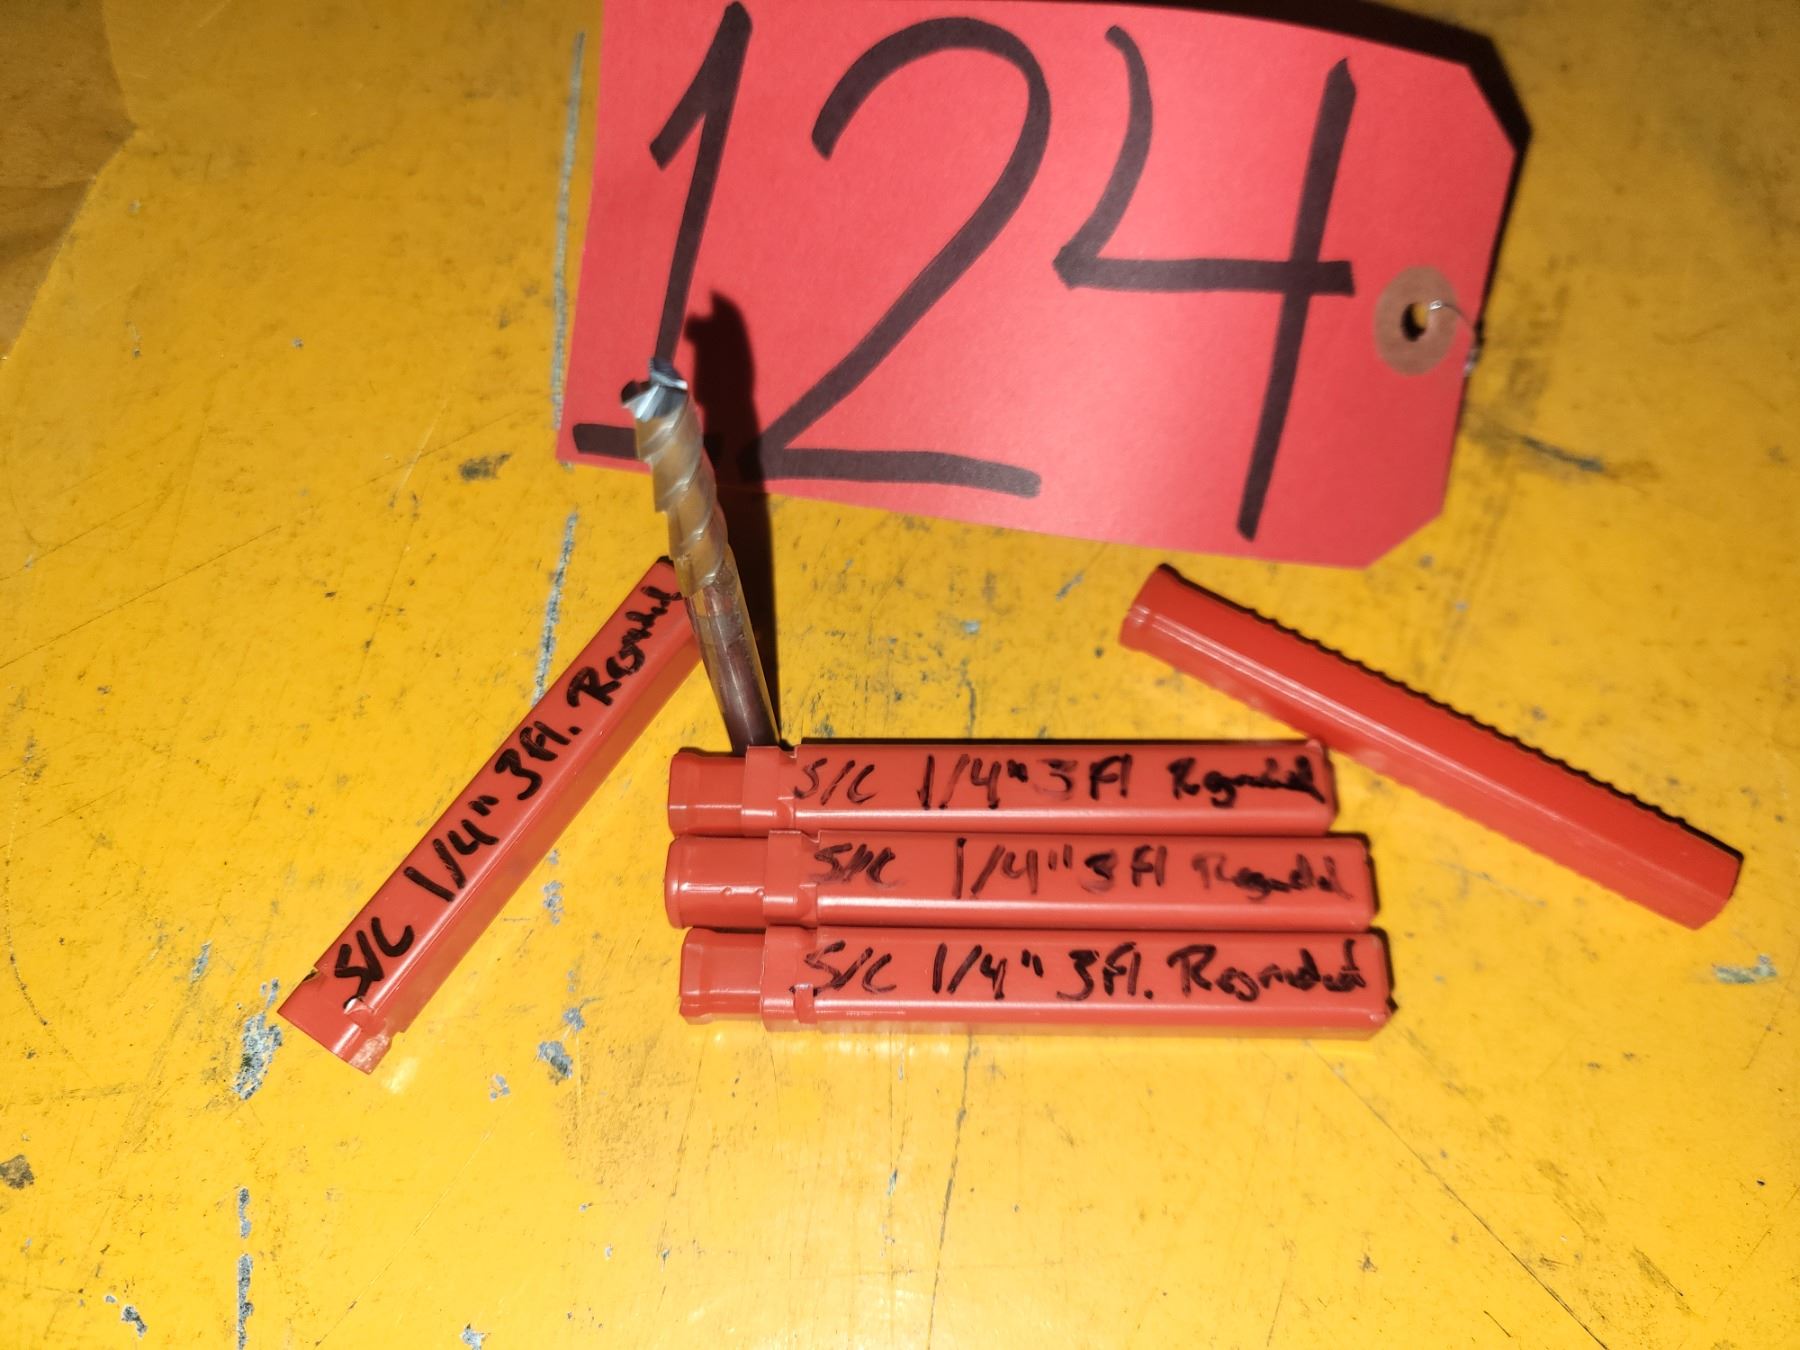 124
S/C 1/4" 3Fl. Reground
S/C 1/4" 3Fl Reground
S/C 1/4" 3Fl Reground
S/C 1/4" 3Fl. Reground